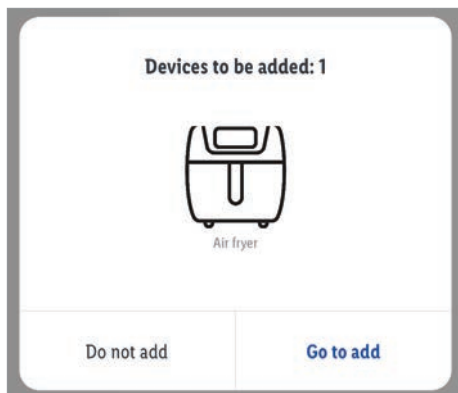 Devices to be added: 1
Air fryer
Do not add
Go to add